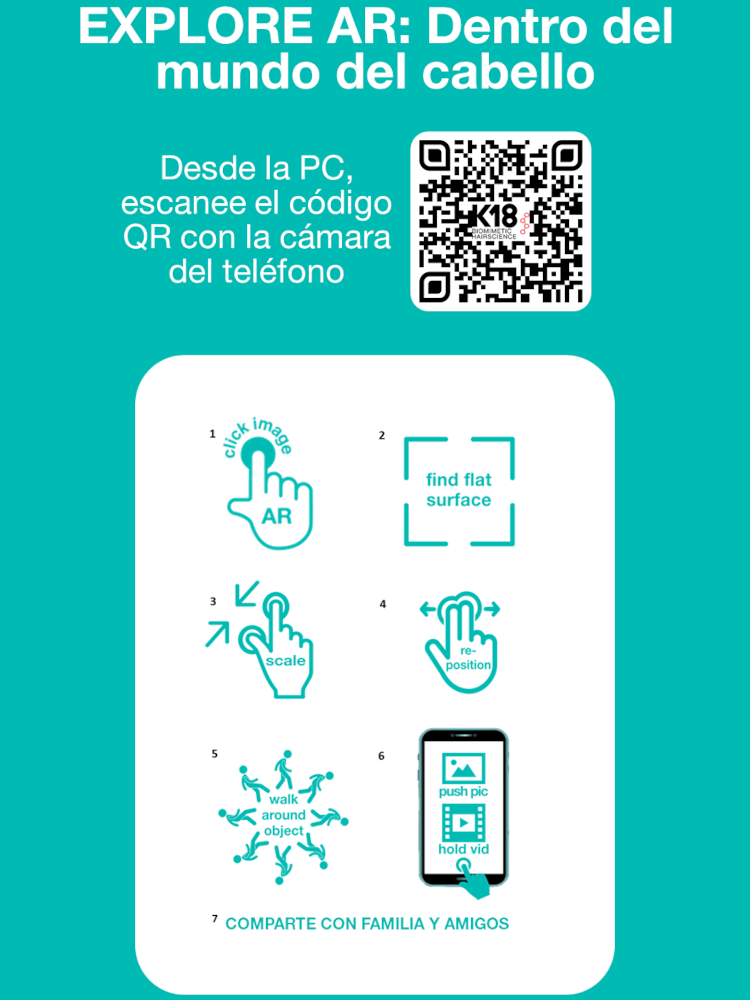 EXPLORE AR: Dentro del
mundo del cabello
Desde la PC,
escanee el código
QR con la cámara
del teléfono
K18
BIOMIMETIC
HAIRSCIENCE
1
click image
AR
2
find flat
surface
3
scale
4
re-
position
5
walk
around
object
6
push pic
hold vid
7 COMPARTE CON FAMILIA Y AMIGOS